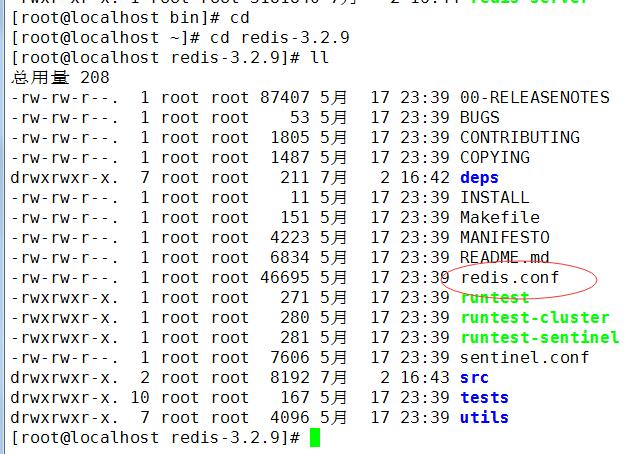 [root@localhost bin]# cd
[root@localhost ~]# cd redis-3.2.9
[root@localhost redis-3.2.9]# ll
总用量 208
-rw-rw-r--.  1 root root 87407 5月  17 23:39 00-RELEASENOTES
-rw-rw-r--.  1 root root    53 5月  17 23:39 BUGS
-rw-rw-r--.  1 root root  1805 5月  17 23:39 CONTRIBUTING
-rw-rw-r--.  1 root root  1487 5月  17 23:39 COPYING
drwxrwxr-x.  7 root root   211 7月   2 16:42 deps
-rw-rw-r--.  1 root root    11 5月  17 23:39 INSTALL
-rw-rw-r--.  1 root root   151 5月  17 23:39 Makefile
-rw-rw-r--.  1 root root  4223 5月  17 23:39 MANIFESTO
-rw-rw-r--.  1 root root  6834 5月  17 23:39 README.md
-rw-rw-r--.  1 root root 46695 5月  17 23:39 redis.conf
-rwxrwxr-x.  1 root root   271 5月  17 23:39 runtest
-rwxrwxr-x.  1 root root   280 5月  17 23:39 runtest-cluster
-rwxrwxr-x.  1 root root   281 5月  17 23:39 runtest-sentinel
-rw-rw-r--.  1 root root  7606 5月  17 23:39 sentinel.conf
drwxrwxr-x.  2 root root  8192 7月   2 16:43 src
drwxrwxr-x. 10 root root   167 5月  17 23:39 tests
drwxrwxr-x.  7 root root  4096 5月  17 23:39 utils
[root@localhost redis-3.2.9]#